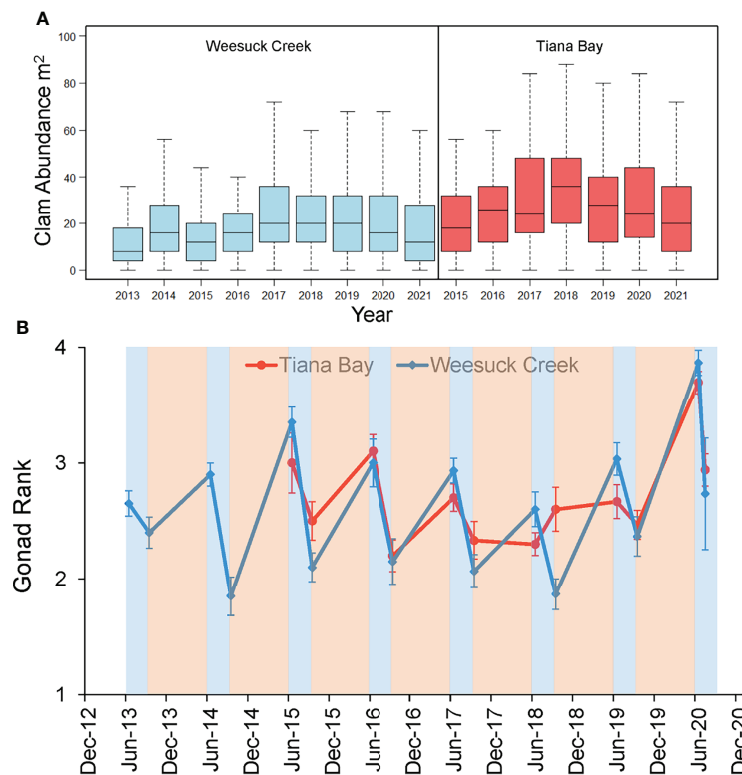 A
Weesuck Creek
Tiana Bay
Clam Abundance m2
100
80
60
40
20
0
2013 2014 2015 2016 2017 2018 2019 2020 2021 2015 2016 2017 2018 2019 2020 2021
Year
B
Tiana Bay Weesuck Creek
Gonad Rank
4
3
2
1
Dec-12 Jun-13 Dec-13 Jun-14 Dec-14 Jun-15 Dec-15 Jun-16 Dec-16 Jun-17 Dec-17 Jun-18 Dec-18 Jun-19 Dec-19 Jun-20 Dec-20